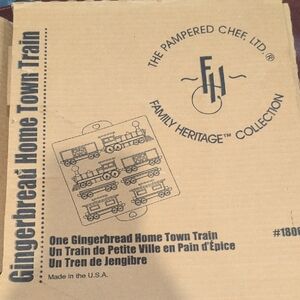 Gingerbread Home Town Train
THE PAMPERED CHEF, LTD.®
FH
FAMILY HERITAGE™ COLLECTION
One Gingerbread Home Town Train
Un Train de Petite Ville en Pain d'Épice
Un Tren de Jengibre
Made in the U.S.A.